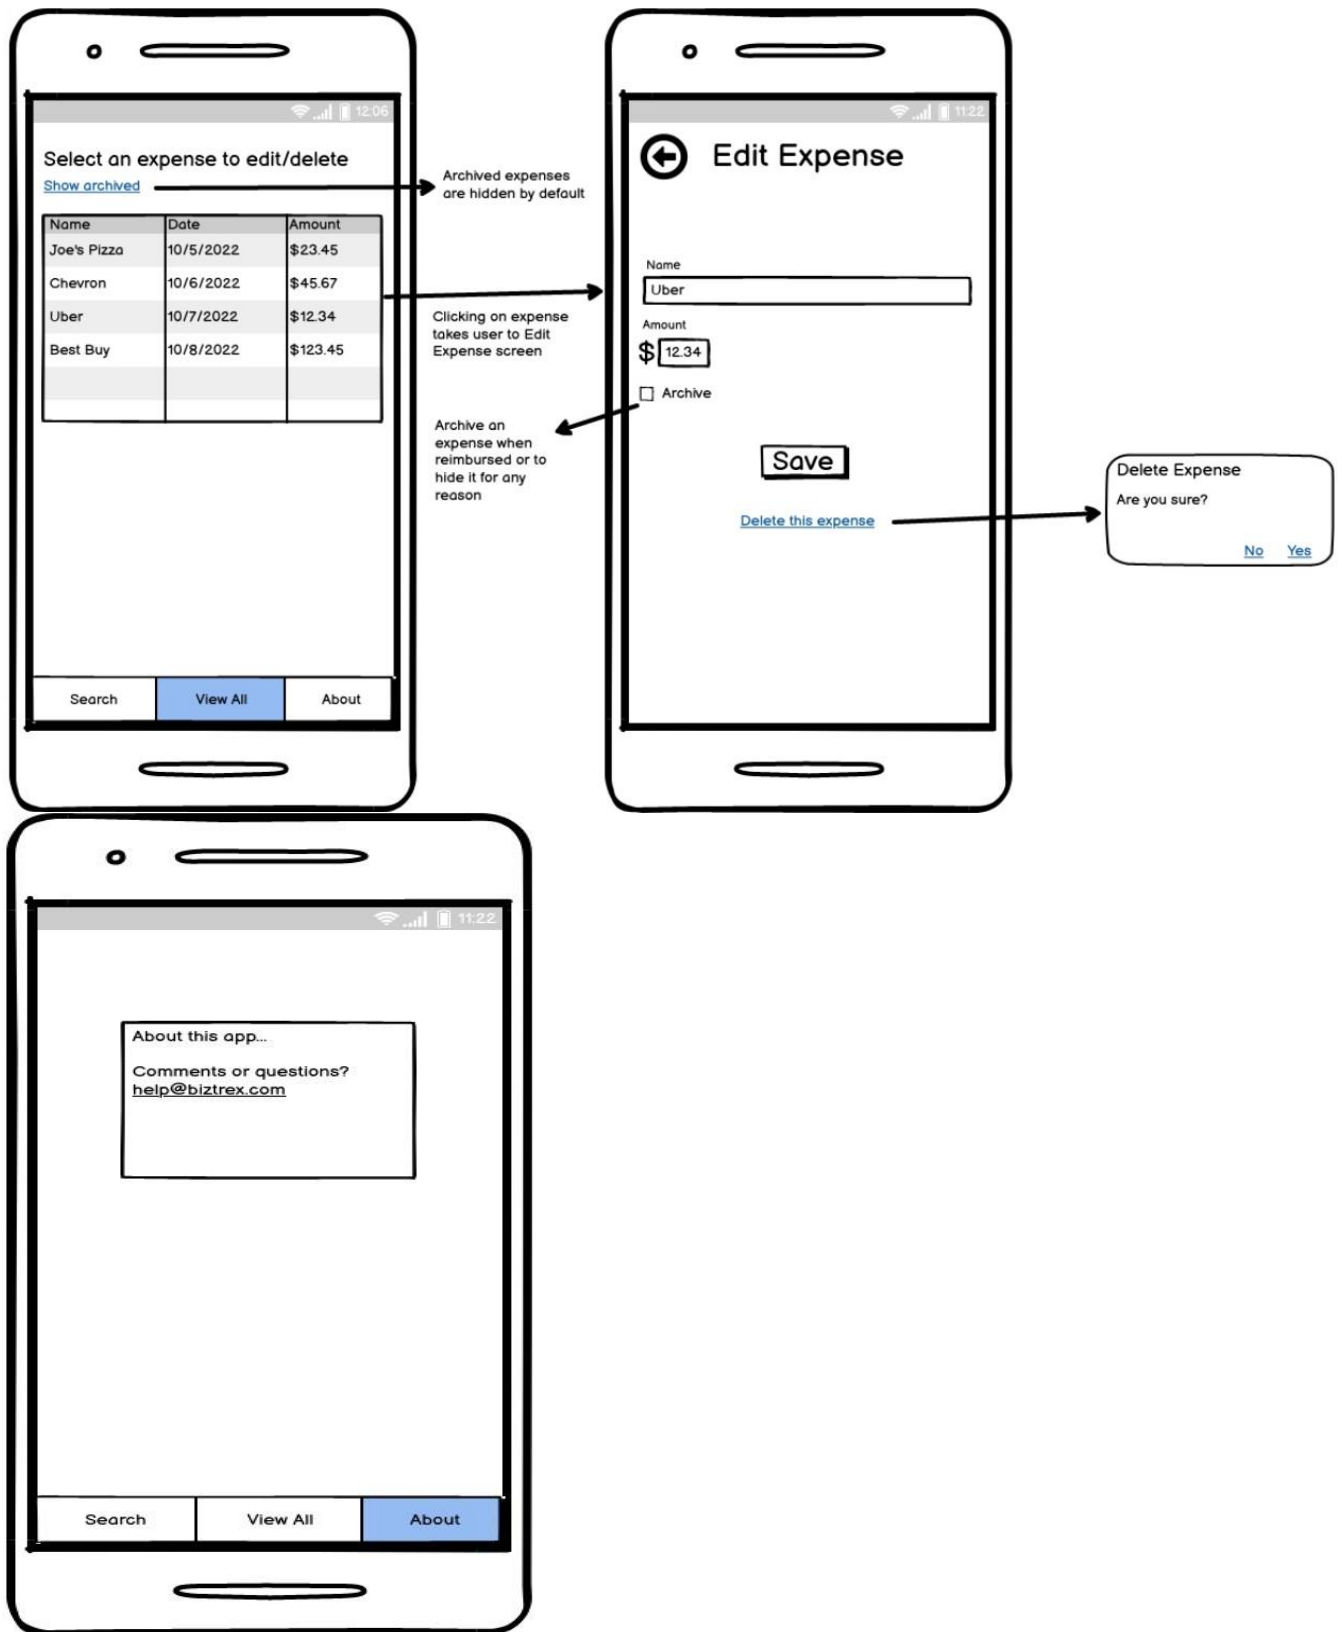 12:06
Select an expense to edit/delete
Show archived
Name Date Amount
Joe's Pizza 10/5/2022 $23.45
Chevron 10/6/2022 $45.67
Uber 10/7/2022 $12.34
Best Buy 10/8/2022 $123.45
Search View All About
Archived expenses
are hidden by default
Clicking on expense
takes user to Edit
Expense screen
Archive an
expense when
reimbursed or to
hide it for any
reason
11:22
Edit Expense
Name
Uber
Amount
$ 12.34
Archive
Save
Delete this expense
Delete Expense
Are you sure?
No Yes
11:22
About this app...
Comments or questions?
help@biztrex.com
Search View All About